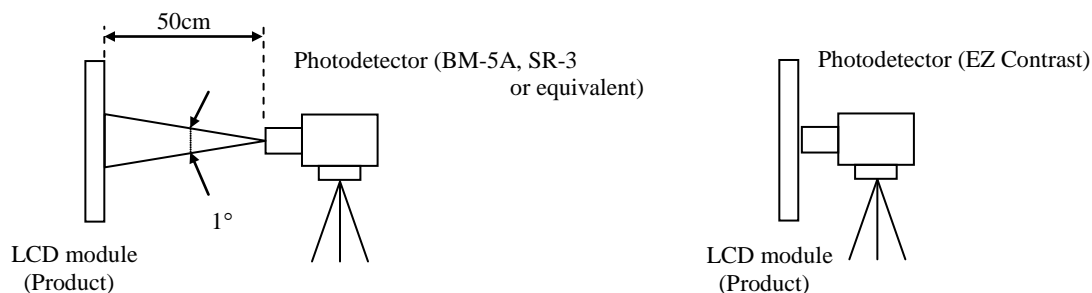 50cm
Photodetector (BM-5A, SR-3
or equivalent)
1°
LCD module
(Product)
Photodetector (EZ Contrast)
LCD module
(Product)